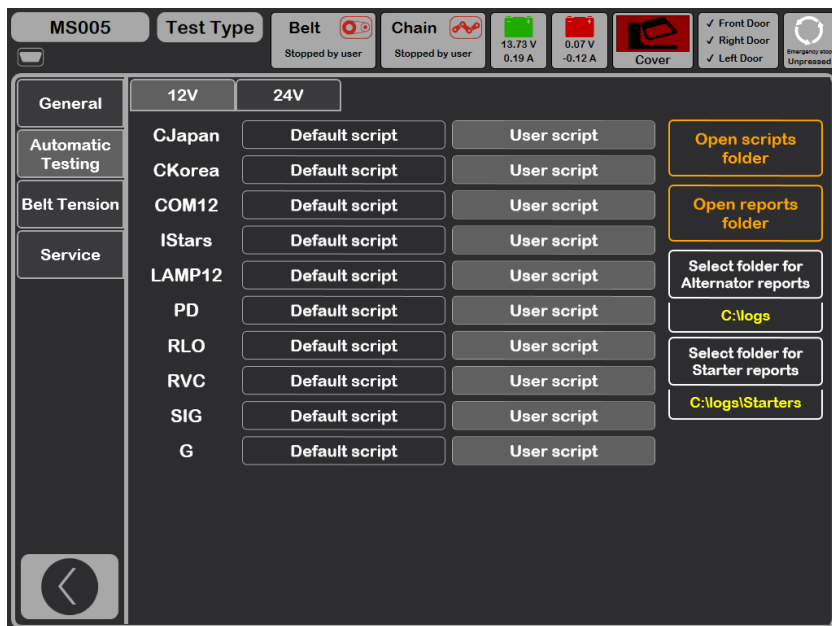 MS005
Test Type
Belt
Stopped by user
Chain
Stopped by user
13.73 V
0.19 A
0.07 V
-0.12 A
Cover
✓ Front Door
✓ Right Door
✓ Left Door
Emergency stop
Unpressed
General
Automatic
Testing
Belt Tension
Service
12V
24V
CJapan
Default script
User script
CKorea
Default script
User script
COM12
Default script
User script
IStars
Default script
User script
LAMP12
Default script
User script
PD
Default script
User script
RLO
Default script
User script
RVC
Default script
User script
SIG
Default script
User script
G
Default script
User script
Open scripts
folder
Open reports
folder
Select folder for
Alternator reports
C:\logs
Select folder for
Starter reports
C:\logs\Starters